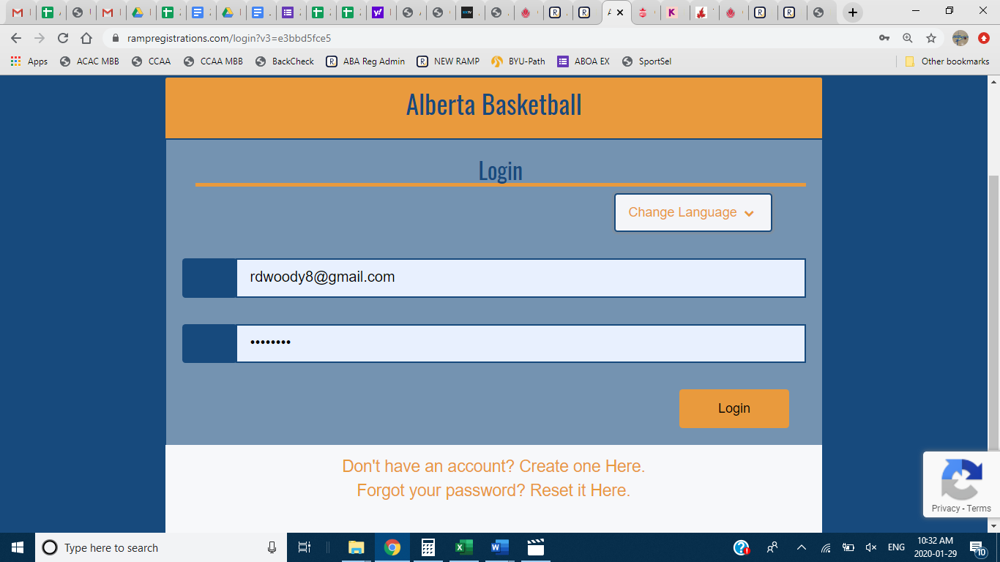 rampregistrations.com/login?v3=e3bbd5fce5
Apps ACAC MBB CCAA CCAA MBB BackCheck R ABA Reg Admin R NEW RAMP BYU-Path ABOA EX SportSel Other bookmarks
Alberta Basketball
Login
Change Language
rdwoody8@gmail.com
••••••••
Login
Don't have an account? Create one Here.
Forgot your password? Reset it Here.
Privacy - Terms
Type here to search
ENG
10:32 AM
2020-01-29
10